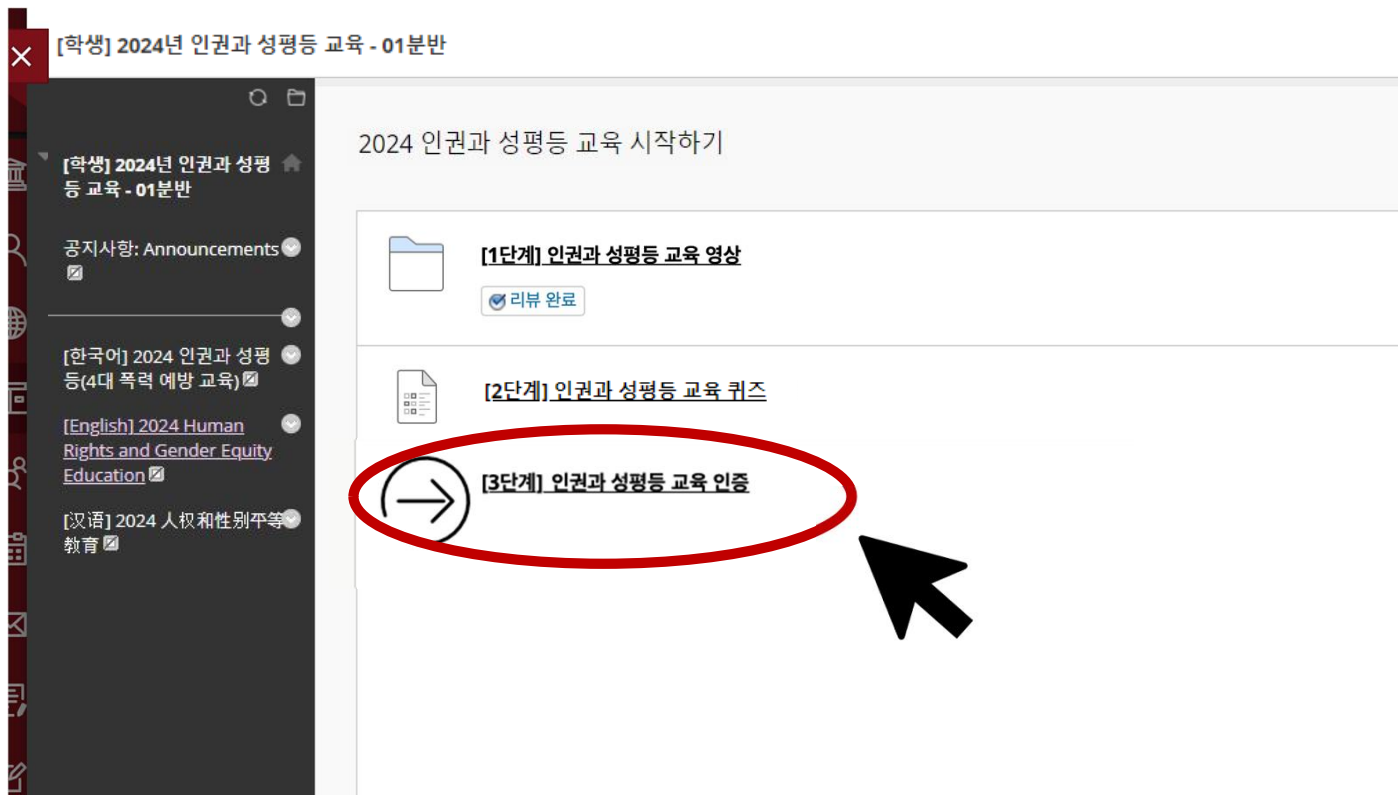 [학생] 2024년 인권과 성평등 교육 - 01분반
[학생] 2024년 인권과 성평
등 교육 - 01분반
공지사항: Announcements
[한국어] 2024 인권과 성평
등(4대 폭력 예방 교육)
[English] 2024 Human
Rights and Gender Equity
Education
[汉语] 2024 人权和性别平等
教育
2024 인권과 성평등 교육 시작하기
[1단계] 인권과 성평등 교육 영상
리뷰 완료
[2단계] 인권과 성평등 교육 퀴즈
[3단계] 인권과 성평등 교육 인증